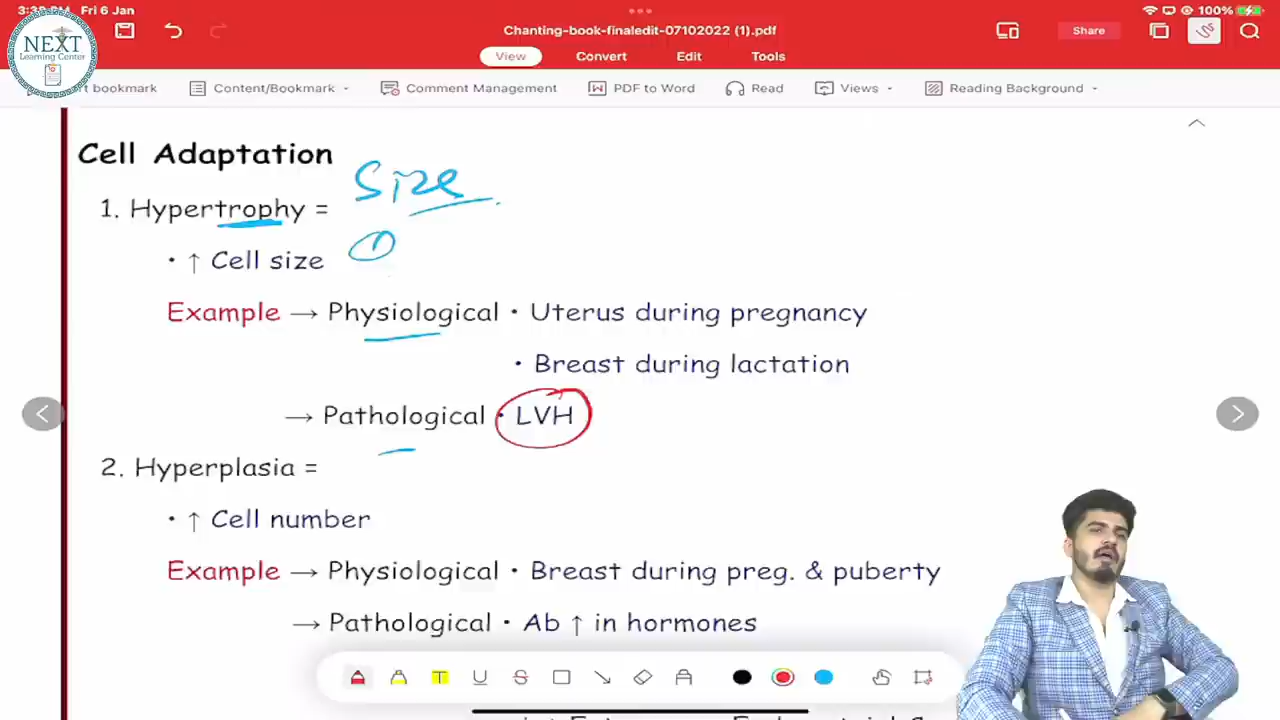 Fri 6 Jan
100%
NEXT
Learning Center
Chanting-book-finaledit-07102022 (1).pdf
Share
View
Convert
Edit
Tools
bookmark
Content/Bookmark
Comment Management
PDF to Word
Read
Views
Reading Background
Cell Adaptation
Size
1. Hypertrophy =
• ↑ Cell size ①
Example → Physiological • Uterus during pregnancy
• Breast during lactation
→ Pathological • LVH
2. Hyperplasia =
• ↑ Cell number
Example → Physiological • Breast during preg. & puberty
→ Pathological • Ab ↑ in hormones